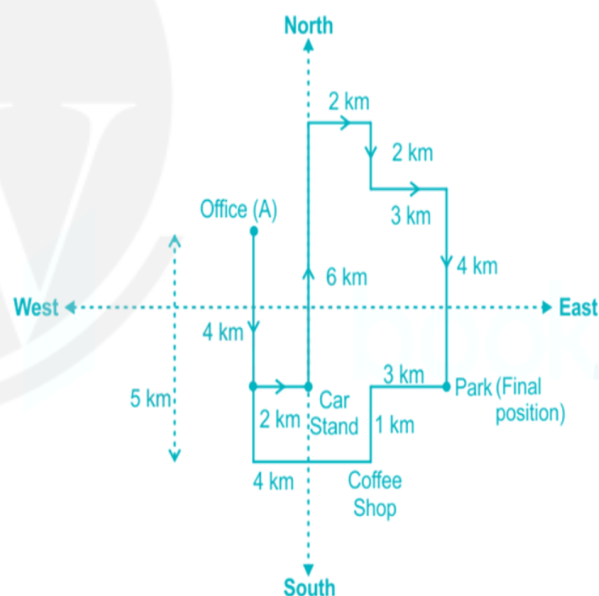 North
2 km
2 km
Office (A)
3 km
6 km
4 km
West
East
4 km
3 km
Park (Final
position)
5 km
2 km
Car
Stand
1 km
4 km
Coffee
Shop
South